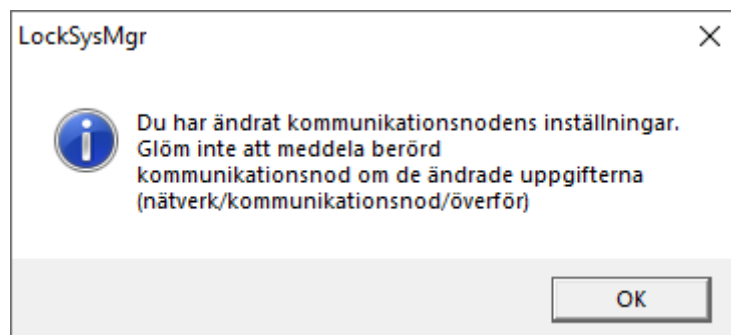 LockSysMgr
Du har ändrat kommunikationsnodens inställningar.
Glöm inte att meddela berörd
kommunikationsnod om de ändrade uppgifterna
(nätverk/kommunikationsnod/överför)
OK